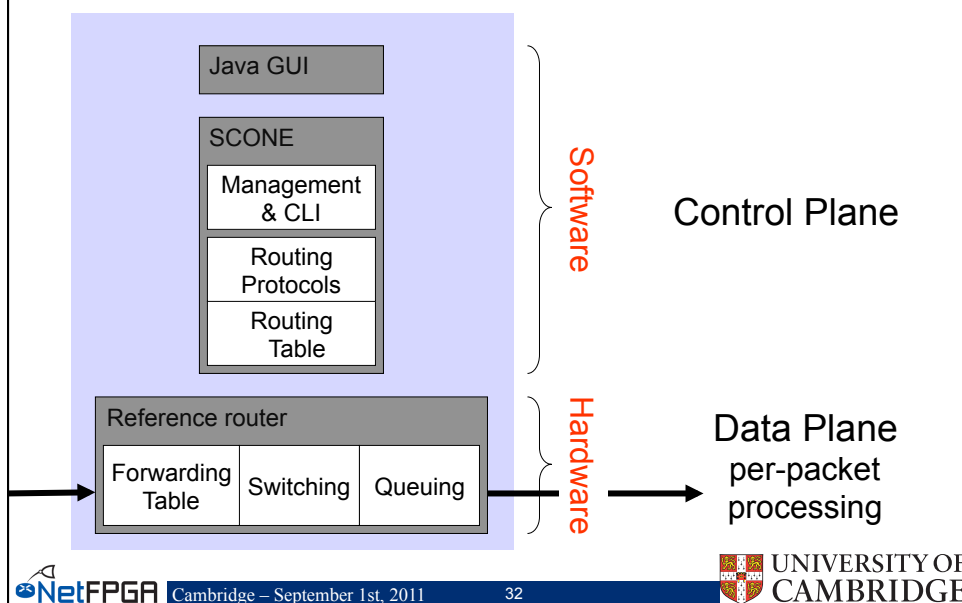 Java GUI
SCONE
Management
& CLI
Routing
Protocols
Routing
Table
Software
Control Plane
Reference router
Forwarding
Table
Switching
Queuing
Hardware
Data Plane
per-packet
processing
NetFPGA
Cambridge – September 1st, 2011
32
UNIVERSITY OF
CAMBRIDGE